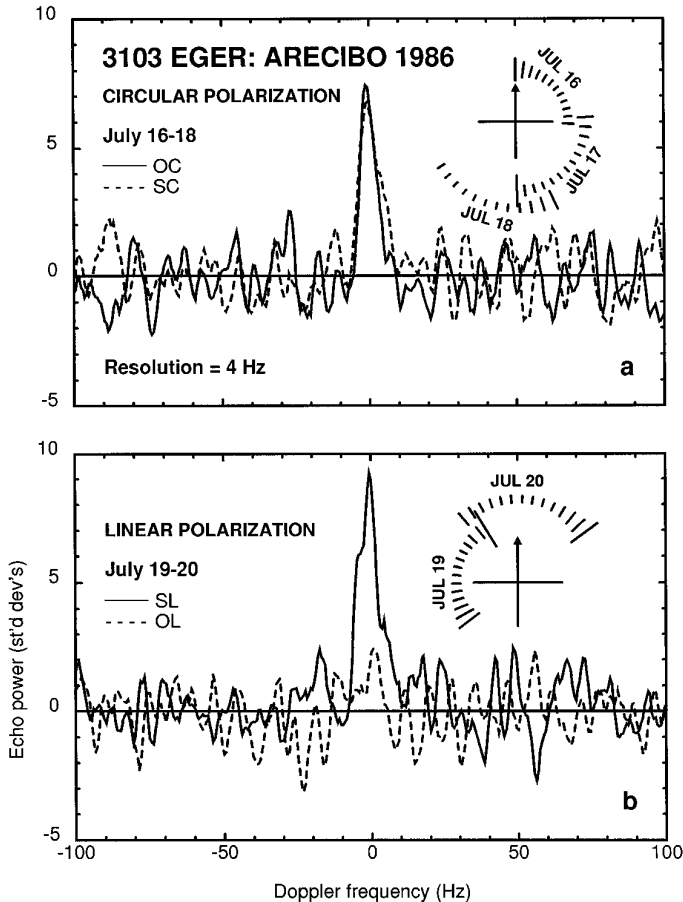 10
3103 EGER: ARECIBO 1986
CIRCULAR POLARIZATION
July 16-18
OC
SC
JUL 16
JUL 17
JUL 18
5
0
Resolution = 4 Hz
a
-5
10
LINEAR POLARIZATION
July 19-20
SL
OL
JUL 20
JUL 19
5
0
Echo power (st'd dev's)
b
-5
-100
-50
0
50
100
Doppler frequency (Hz)